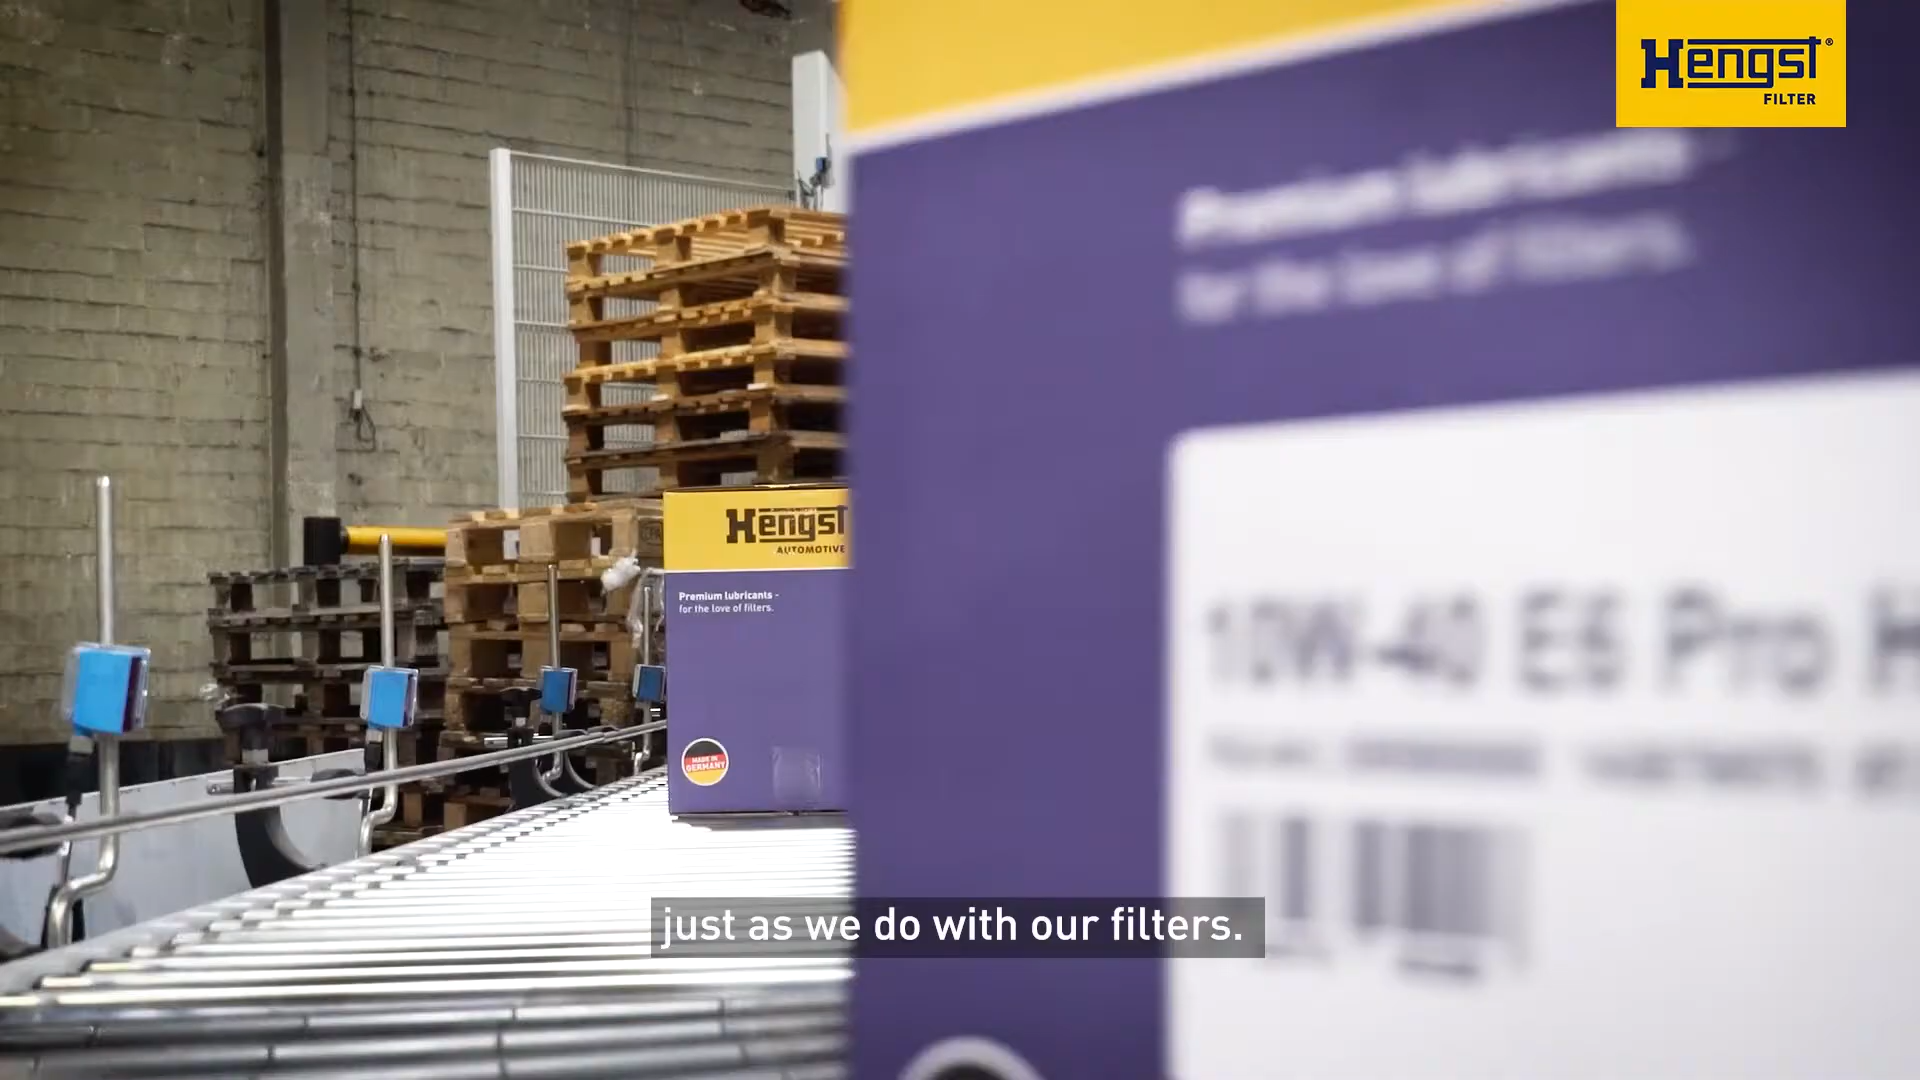 Hengst®
FILTER
Premium lubricants -
for the love of filters.
10W-40 E6 Pro H
Hengst
AUTOMOTIVE
Premium lubricants -
for the love of filters.
MADE IN
GERMANY
just as we do with our filters.